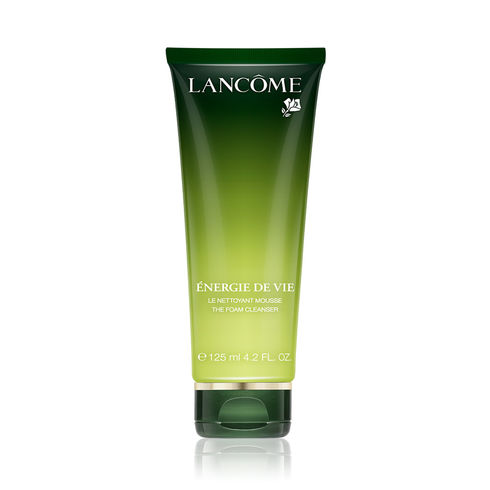 LANCÔME
ÉNERGIE DE VIE
LE NETTOYANT MOUSSE
THE FOAM CLEANSER
℮ 125 ml 4.2 FL. OZ.